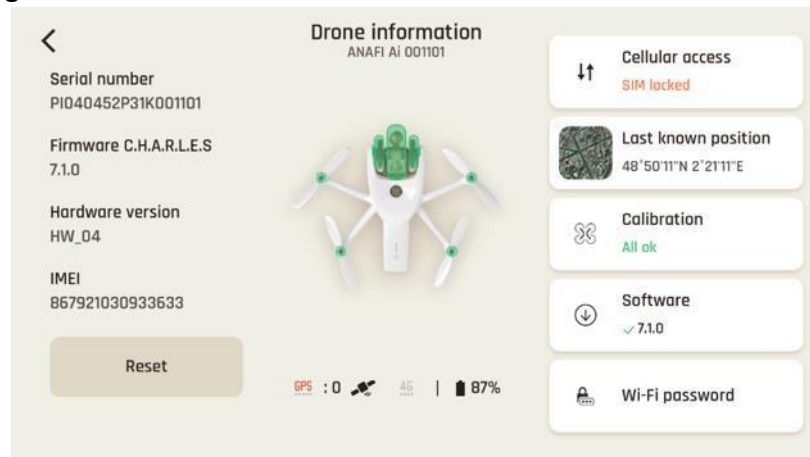 Drone information
ANAFI Ai 001101
Serial number
PI040452P31K001101
Firmware C.H.A.R.L.E.S
7.1.0
Hardware version
HW_04
IMEI
867921030933633
Reset
GPS : 0 4G | 87%
Cellular access
SIM locked
Last known position
48°50'11"N 2°21'11"E
Calibration
All ok
Software
7.1.0
Wi-Fi password